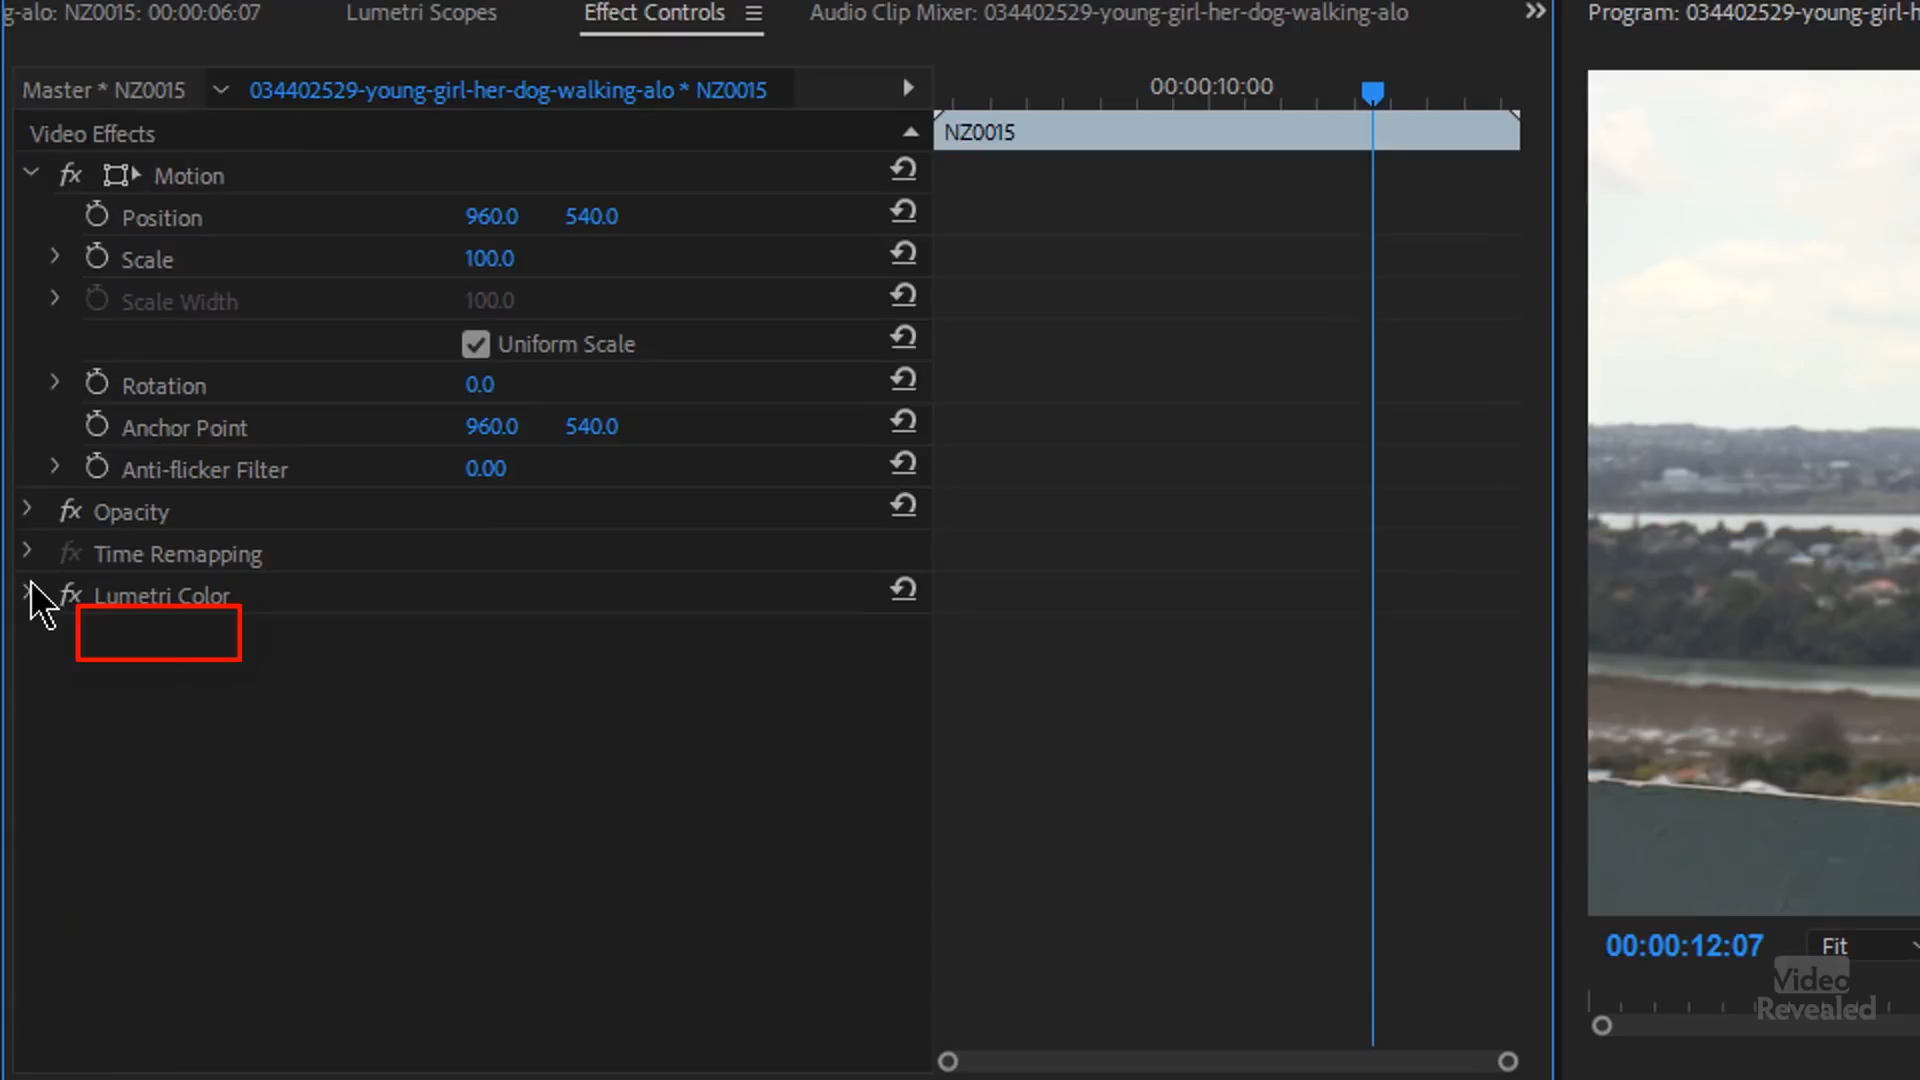 g-alo: NZ0015: 00:00:06:07
Lumetri Scopes
Effect Controls
Audio Clip Mixer: 034402529-young-girl-her-dog-walking-alo
Program: 034402529-young-girl-h
Master * NZ0015
034402529-young-girl-her-dog-walking-alo * NZ0015
00:00:10:00
Video Effects
NZ0015
fx Motion
Position 960.0 540.0
Scale 100.0
Scale Width 100.0
Uniform Scale
Rotation 0.0
Anchor Point 960.0 540.0
Anti-flicker Filter 0.00
fx Opacity
fx Time Remapping
fx Lumetri Color
00:00:12:07
Fit
Video
Revealed